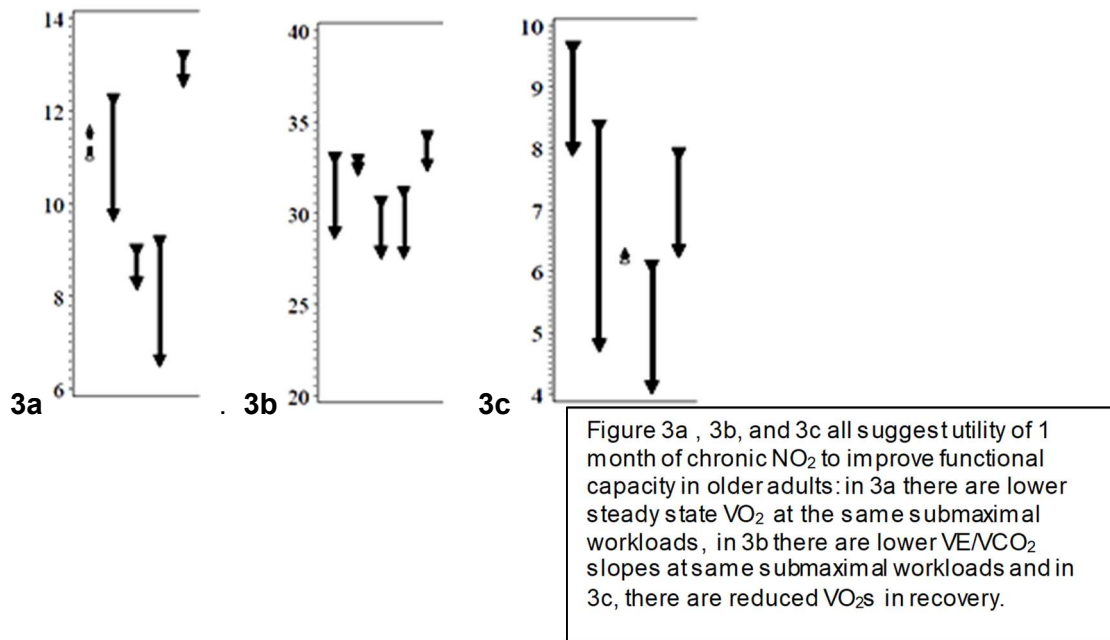 14
12
10
8
6
3a
.
40
35
30
25
20
3b
10
9
8
7
6
5
4
3c
Figure 3a , 3b, and 3c all suggest utility of 1
month of chronic NO₂ to improve functional
capacity in older adults: in 3a there are lower
steady state VO₂ at the same submaximal
workloads, in 3b there are lower VE/VCO₂
slopes at same submaximal workloads and in
3c, there are reduced VO₂s in recovery.